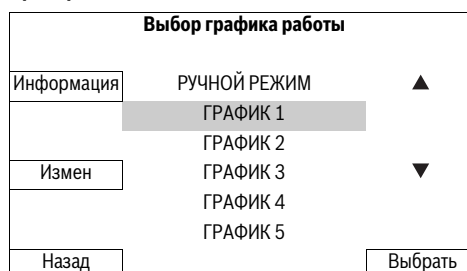 Выбор графика работы
Информация РУЧНОЙ РЕЖИМ ▲
ГРАФИК 1
ГРАФИК 2
Измен ГРАФИК 3 ▼
ГРАФИК 4
ГРАФИК 5
Назад Выбрать